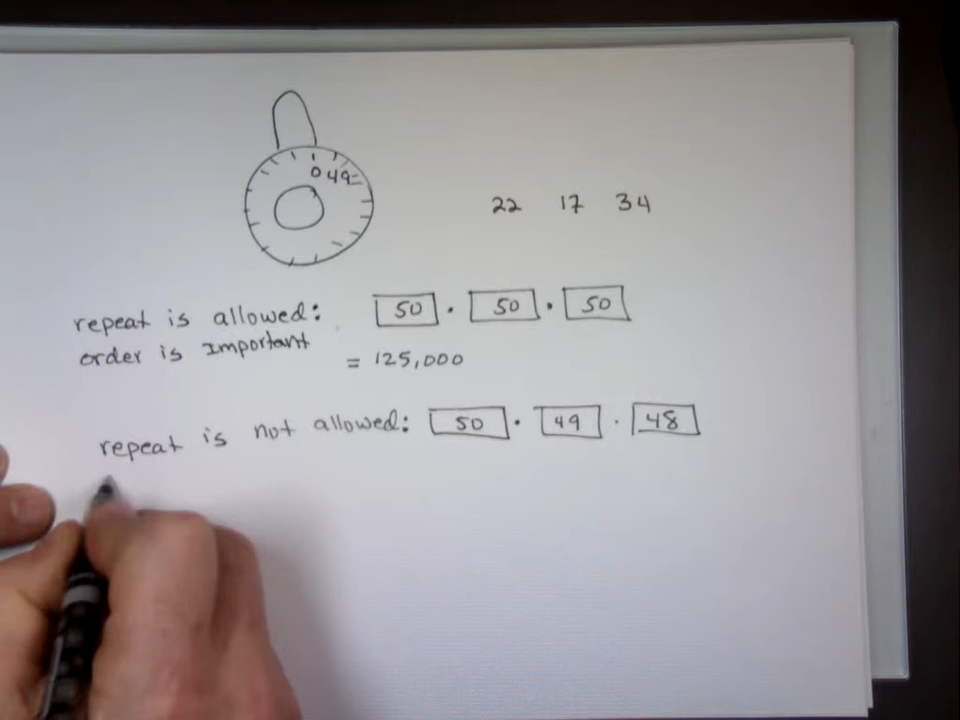 0 49
22 17 34
repeat is allowed: 50 · 50 · 50
order is Important = 125,000
repeat is not allowed: 50 · 49 · 48